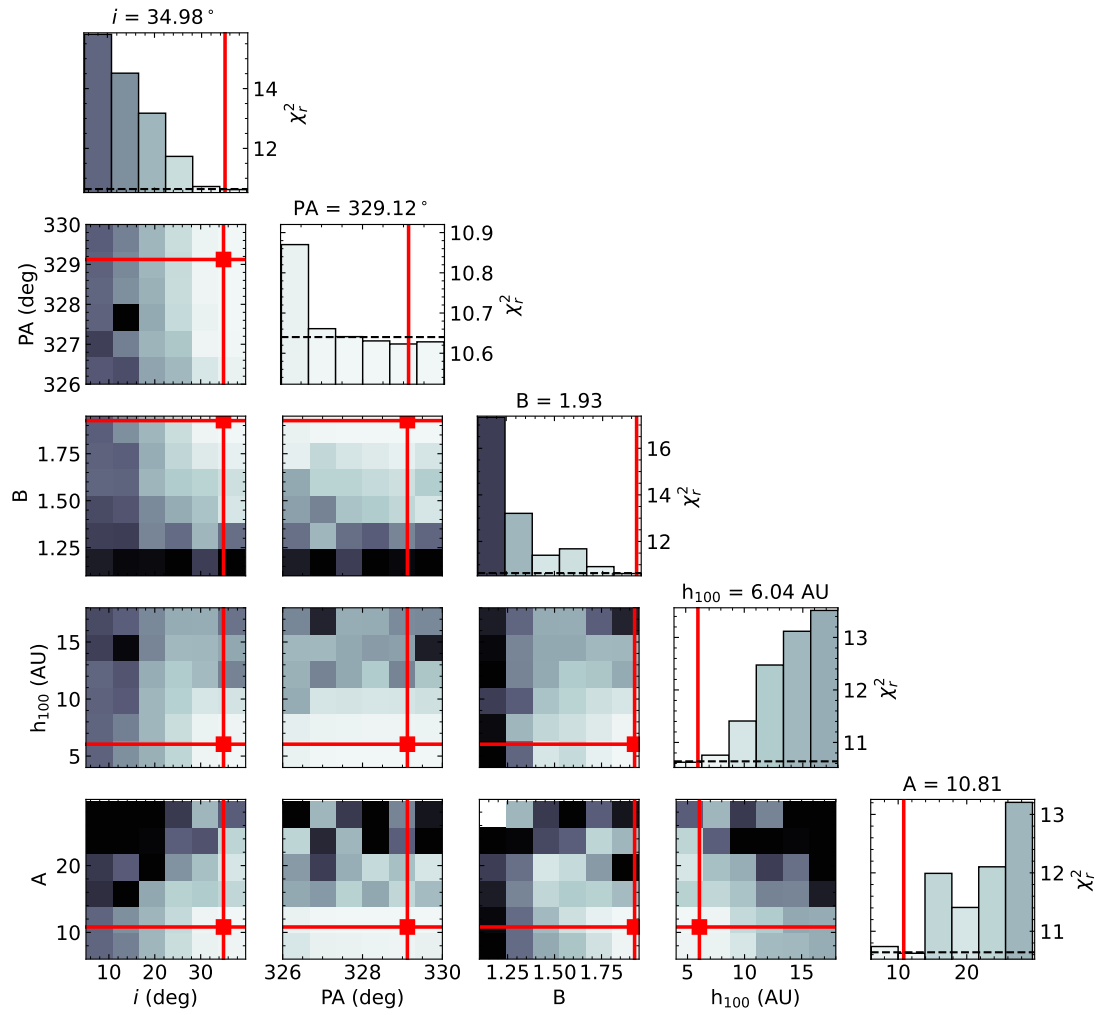 i = 34.98°
14
12
χ²ᵣ
330
329
328
327
326
PA (deg)
PA = 329.12°
10.9
10.8
10.7
10.6
χ²ᵣ
1.75
1.50
1.25
B
B = 1.93
16
14
12
χ²ᵣ
15
10
5
h₁₀₀ (AU)
h₁₀₀ = 6.04 AU
13
12
11
χ²ᵣ
20
10
A
A = 10.81
13
12
11
χ²ᵣ
10 20 30 326 328 330 1.25 1.50 1.75 5 10 15 10 20
i (deg) PA (deg) B h₁₀₀ (AU)